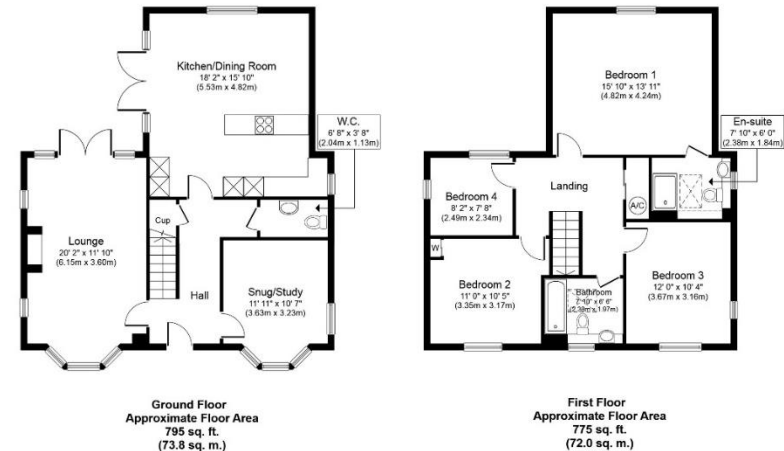 Kitchen/Dining Room
18' 2" x 15' 10"
(5.53m x 4.82m)
W.C.
6' 8" x 3' 8"
(2.04m x 1.13m)
Cup
Lounge
20' 2" x 11' 10"
(6.15m x 3.60m)
Hall
Snug/Study
11' 11" x 10' 7"
(3.63m x 3.23m)
Ground Floor
Approximate Floor Area
795 sq. ft.
(73.8 sq. m.)
Bedroom 1
15' 10" x 13' 11"
(4.82m x 4.24m)
En-suite
7' 10" x 6' 0"
(2.38m x 1.84m)
Bedroom 4
8' 2" x 7' 8"
(2.49m x 2.34m)
Landing
A/C
W
Bedroom 2
11' 0" x 10' 5"
(3.35m x 3.17m)
Bathroom
7' 10" x 6' 6"
x 1.97m)
Bedroom 3
12' 0" x 10' 4"
(3.67m x 3.16m)
First Floor
Approximate Floor Area
775 sq. ft.
(72.0 sq. m.)